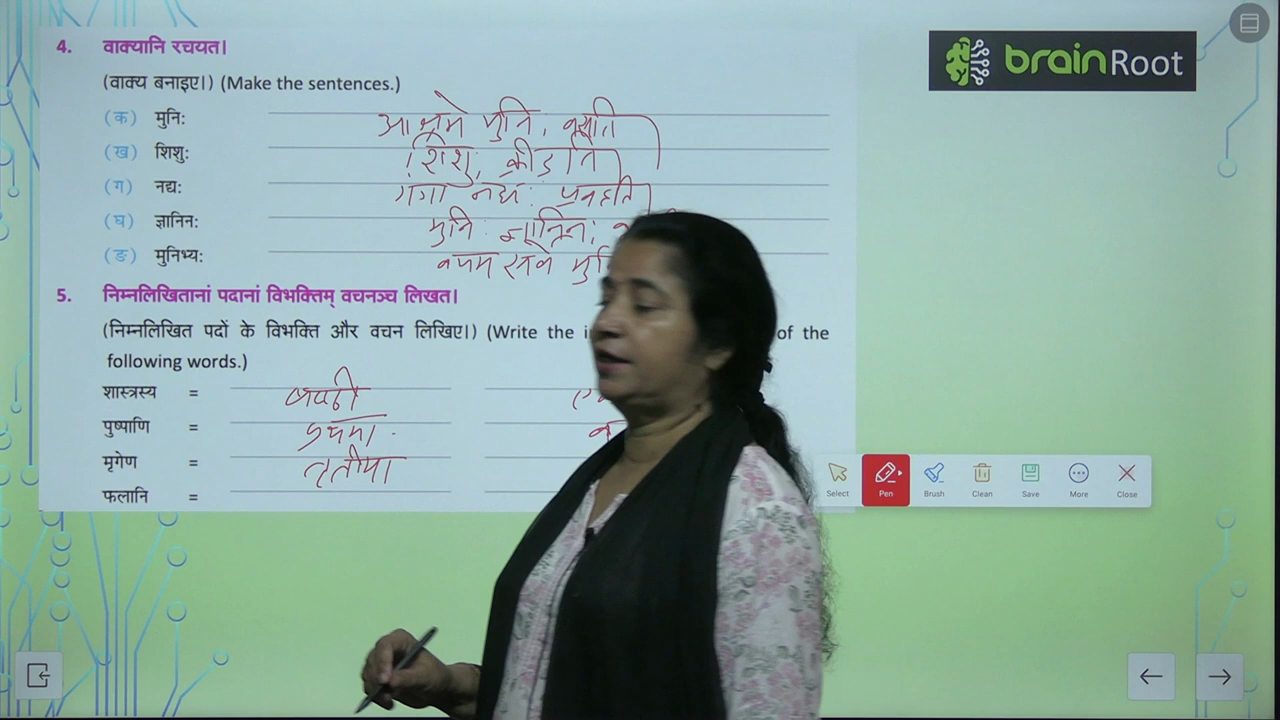 brainRoot
4. वाक्यानि रचयत।
(वाक्य बनाइए।) (Make the sentences.)
(क) मुनि: आश्रमे मुनि: वसति
(ख) शिशु: शिशु: क्रीडति
(ग) नद्य: गंगा नद्य: प्रवहति
(घ) ज्ञानिन: मुनि: ज्ञानिन:
(ङ) मुनिभ्य:
5. निम्नलिखितानां पदानां विभक्तिम् वचनञ्च लिखत।
(निम्नलिखित पदों के विभक्ति और वचन लिखिए।) (Write the of the
following words.)
शास्त्रस्य =
पुष्पाणि = प्रथमा
मृगेण = तृतीया
फलानि =
Select Pen Brush Clean Save More Close